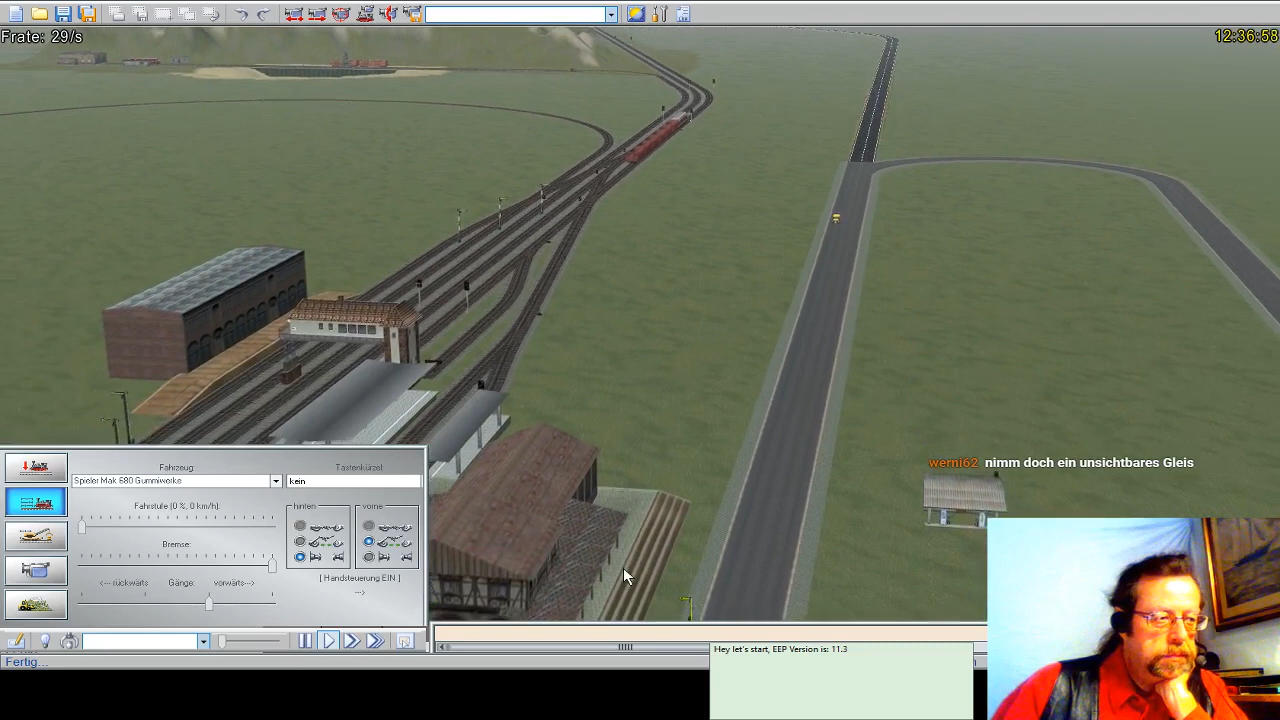 Frate: 29/s
12:36:58
werni62 nimm doch ein unsichtbares Gleis
Fahrzeug:
Tastenkürzel:
Spieler Mak 680 Gummiwerke
kein
Fahrstufe (0 %, 0 km/h):
hinten
vorne
Bremse:
<--- rückwärts Gänge: vorwärts--->
[ Handsteuerung EIN ]
--->
Fertig...
Hey let's start, EEP Version is: 11.3